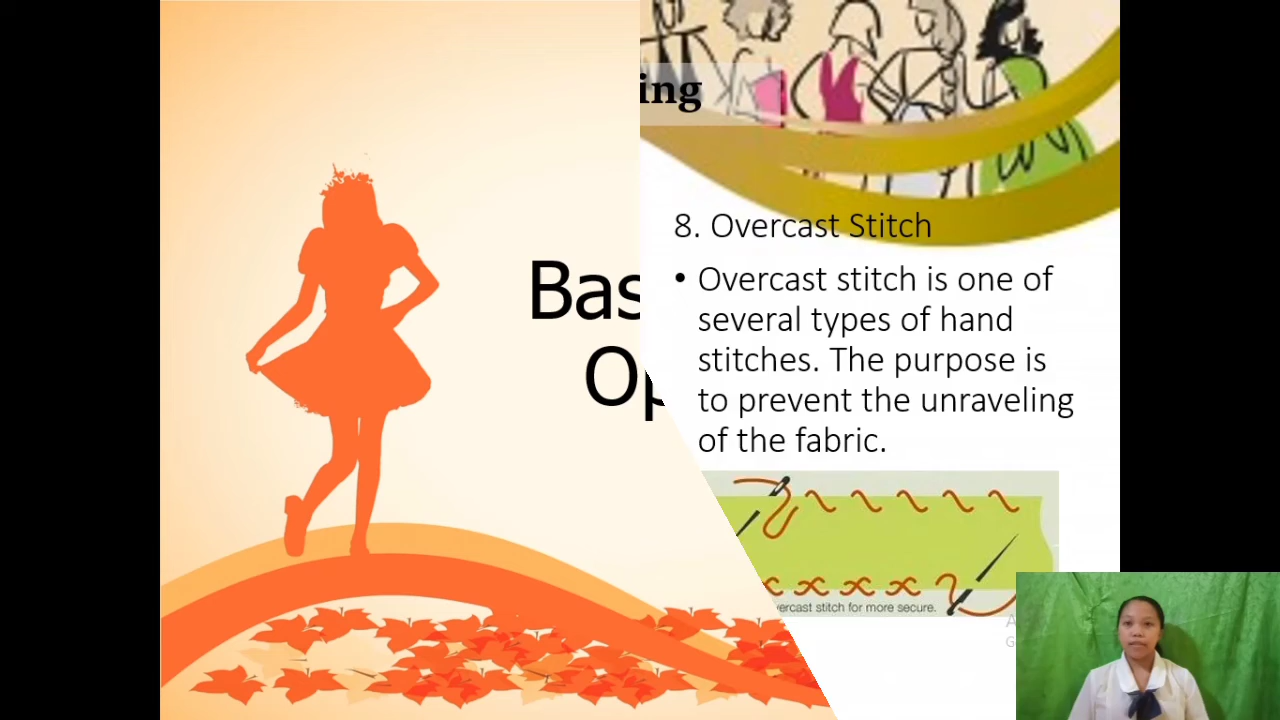 ing
Bas
Op
8. Overcast Stitch
• Overcast stitch is one of
several types of hand
stitches. The purpose is
to prevent the unraveling
of the fabric.
ercast stitch for more secure.